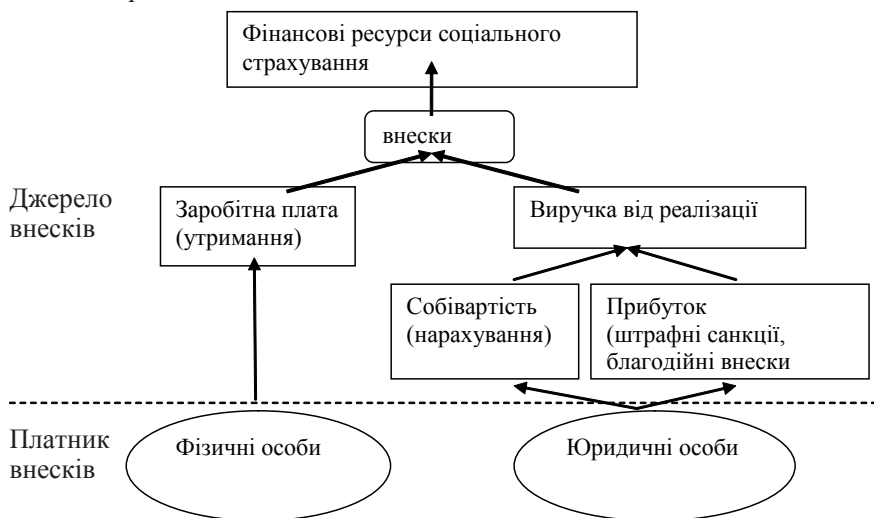 Фінансові ресурси соціального
страхування
внески
Джерело
внесків
Заробітна плата
(утримання)
Виручка від реалізації
Собівартість
(нарахування)
Прибуток
(штрафні санкції,
благодійні внески
Платник
внесків
Фізичні особи
Юридичні особи